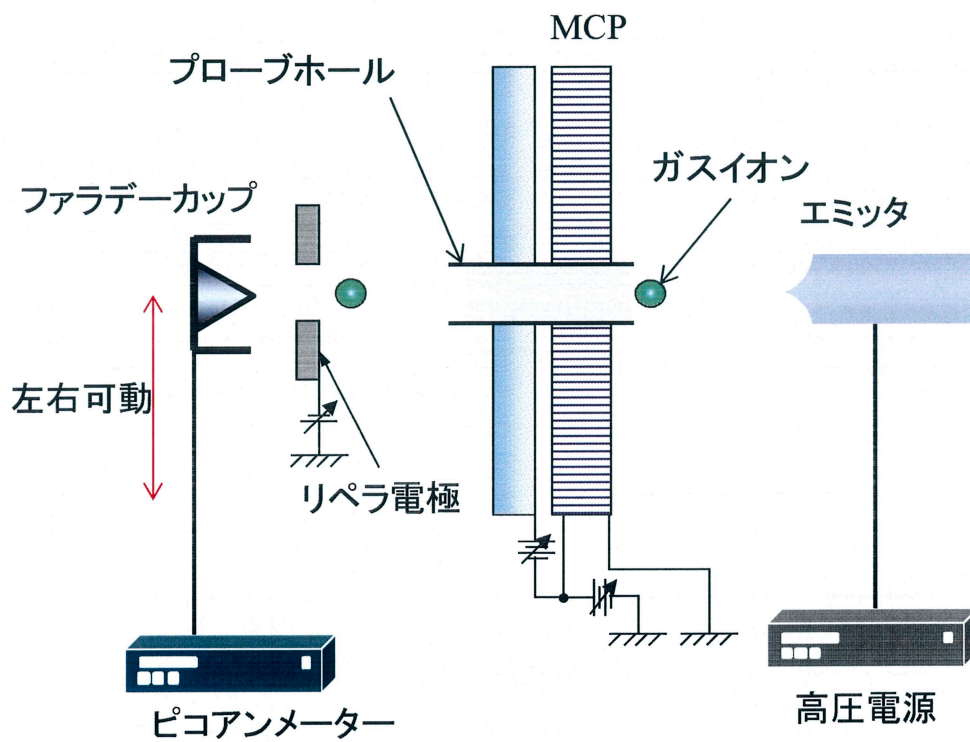 MCP
プローブホール
ガスイオン
ファラデーカップ
エミッタ
左右可動
リペラ電極
ピコアンメーター
高圧電源